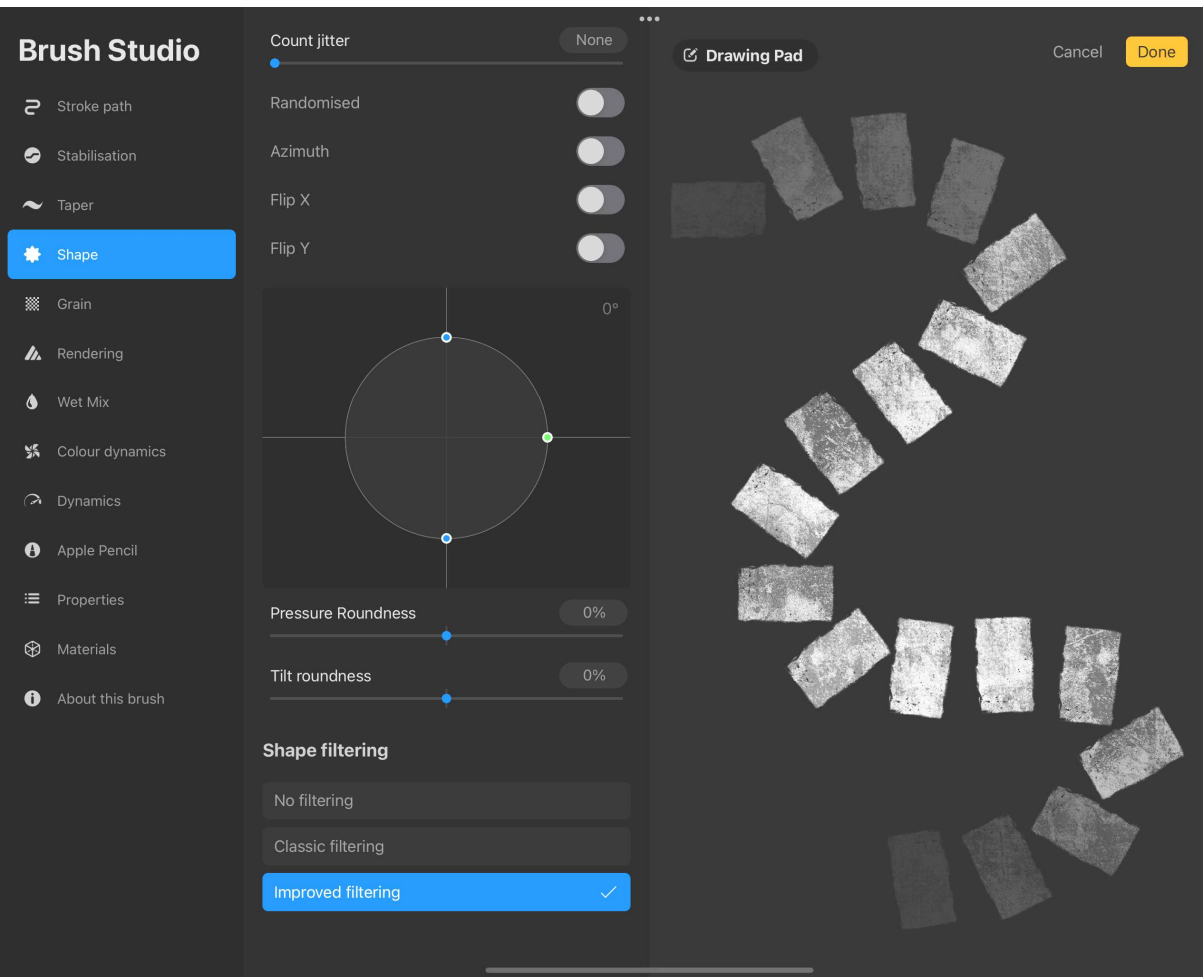 Brush Studio
Stroke path
Stabilisation
Taper
Shape
Grain
Rendering
Wet Mix
Colour dynamics
Dynamics
Apple Pencil
Properties
Materials
About this brush
Count jitter None
Randomised
Azimuth
Flip X
Flip Y
0°
Pressure Roundness 0%
Tilt roundness 0%
Shape filtering
No filtering
Classic filtering
Improved filtering
Drawing Pad Cancel Done